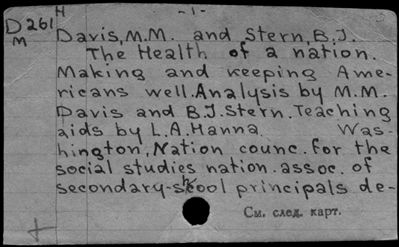 H -1- 5
D261 Davis, M.M. and Stern, B.J.
M The Health of a nation.
Making and keeping Ame-
ricans well. Analysis by M.M.
Davis and B.J. Stern. Teaching
aids by L.A. Hanna. Was-
hington, Nation counc. for the
social studies nation. assoc. of
secondary-shool principals de-
См. след. карт.
+